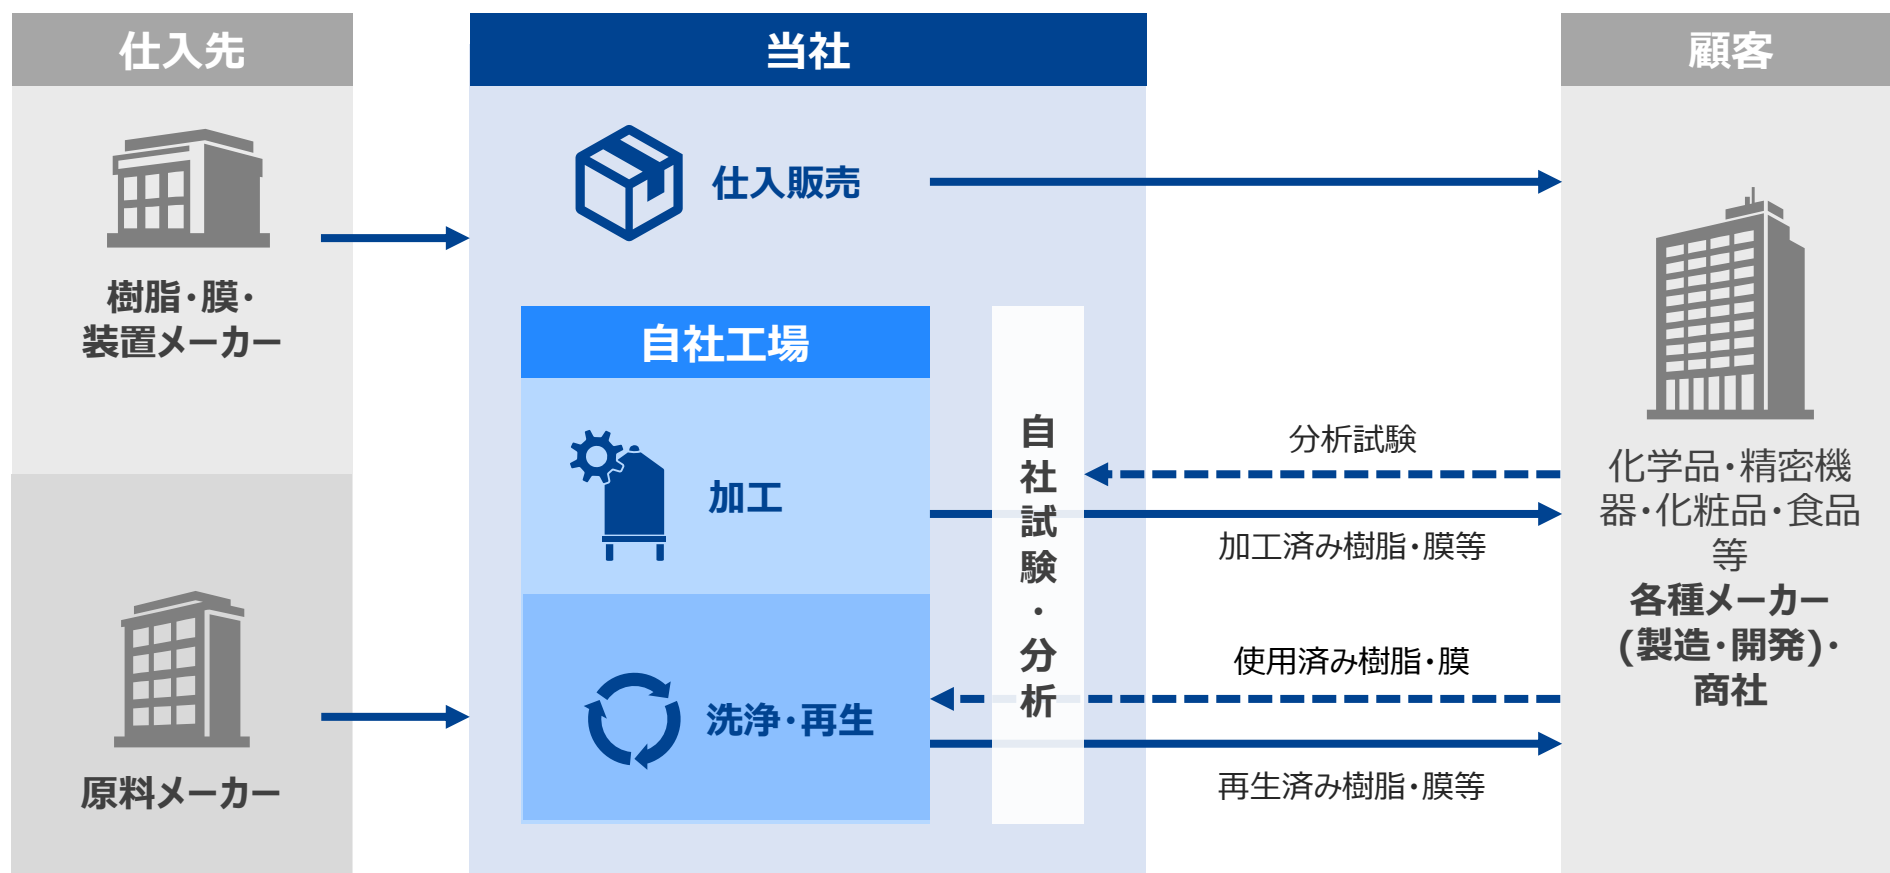 仕入先
樹脂・膜・
装置メーカー
原料メーカー
当社
仕入販売
自社工場
加工
洗浄・再生
自社試験・分析
分析試験
加工済み樹脂・膜等
使用済み樹脂・膜
再生済み樹脂・膜等
顧客
化学品・精密機
器・化粧品・食品
等
各種メーカー
(製造・開発)・
商社